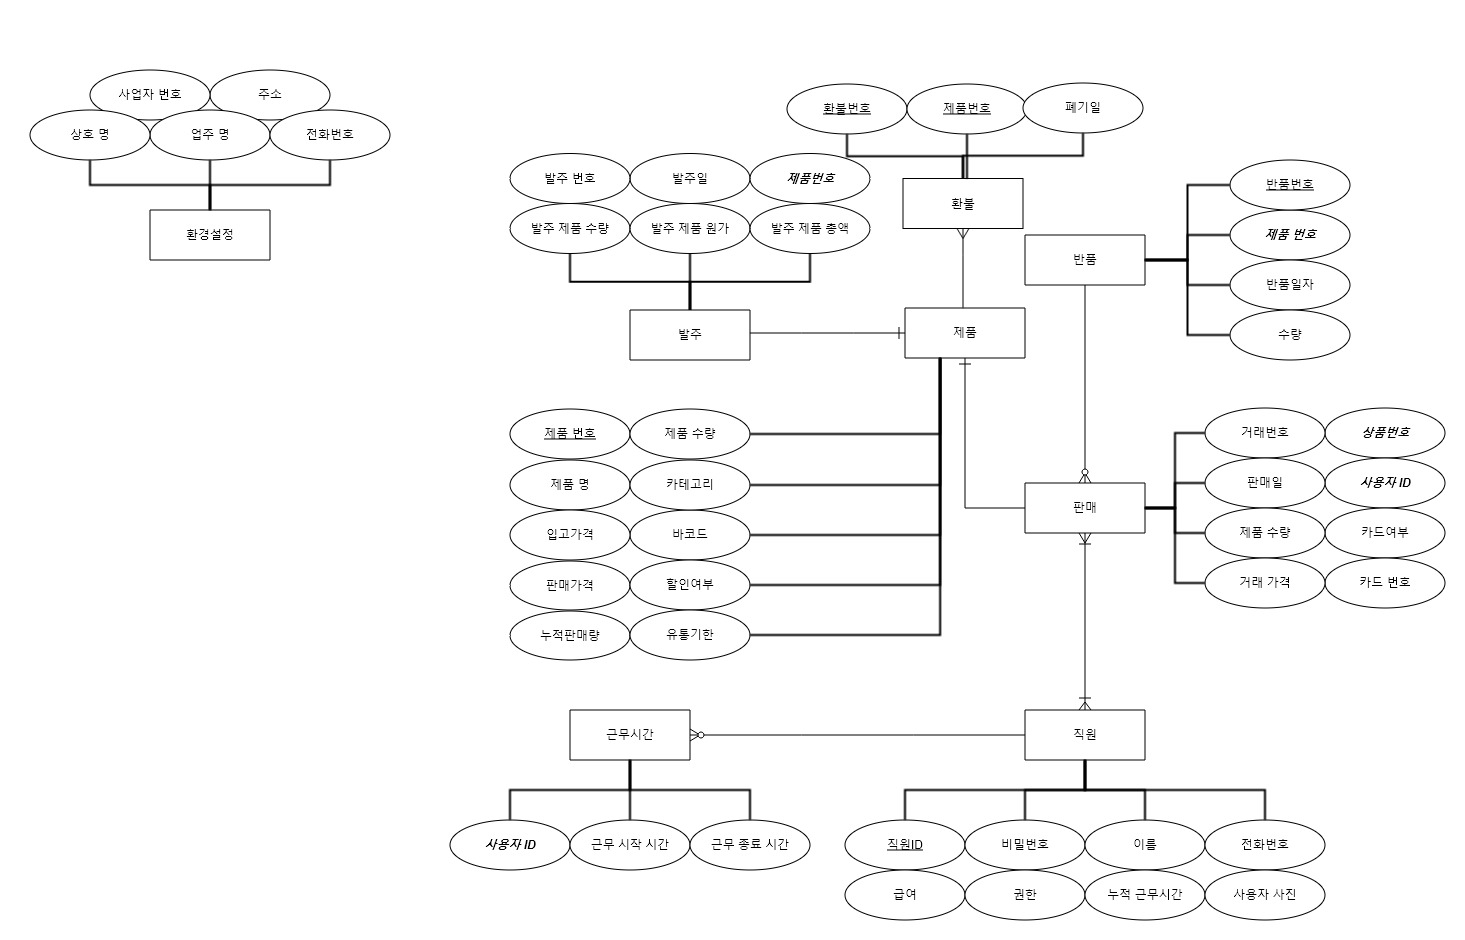 사업자 번호
주소
상호 명
업주 명
전화번호
환경설정
환불번호
제품번호
폐기일
환불
발주 번호
발주일
제품번호
발주 제품 수량
발주 제품 원가
발주 제품 총액
발주
제품
반품
반품번호
제품 번호
반품일자
수량
제품 번호
제품 수량
제품 명
카테고리
입고가격
바코드
판매가격
할인여부
누적판매량
유통기한
판매
거래번호
상품번호
판매일
사용자 ID
제품 수량
카드여부
거래 가격
카드 번호
근무시간
직원
사용자 ID
근무 시작 시간
근무 종료 시간
직원ID
비밀번호
이름
전화번호
급여
권한
누적 근무시간
사용자 사진